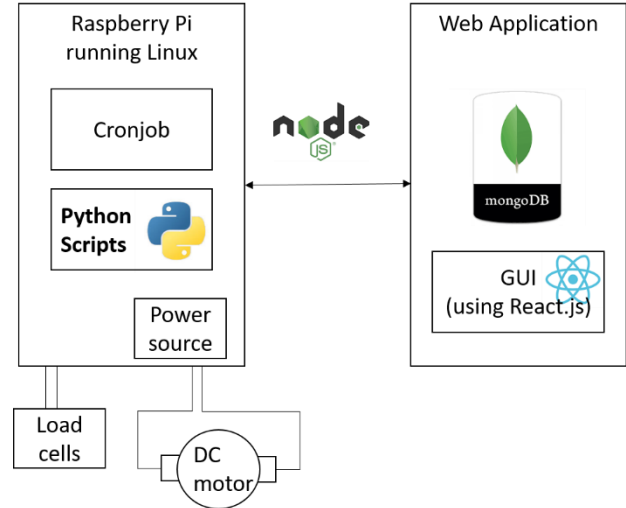 Raspberry Pi
running Linux
Cronjob
Python
Scripts
Power
source
Load
cells
DC
motor
node
JS
Web Application
mongoDB
GUI
(using React.js)